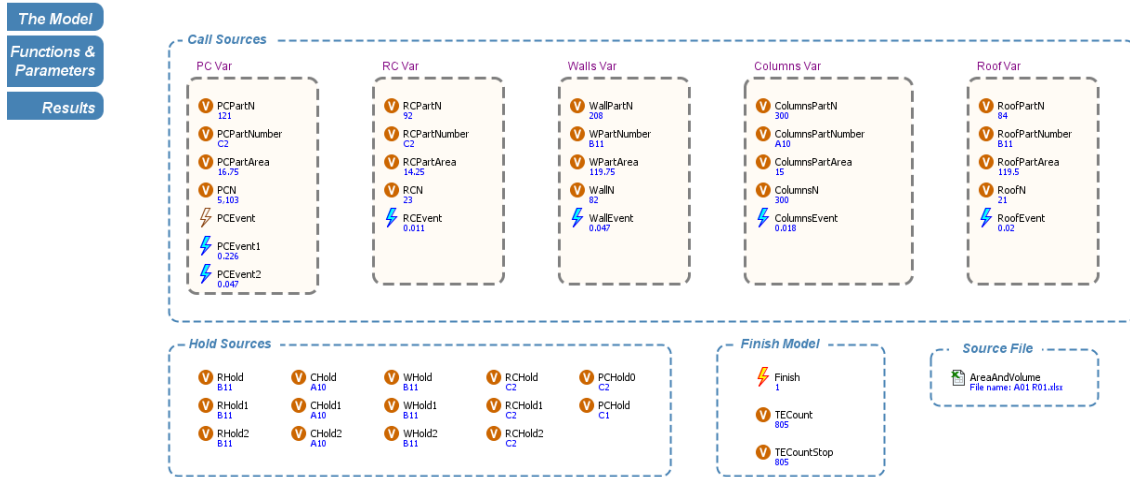 The Model
Functions &
Parameters
Results
Call Sources
PC Var
PCPartN
121
PCPartNumber
C2
PCPartArea
16.75
PCN
5,103
PCEvent
PCEvent1
0.226
PCEvent2
0.047
RC Var
RCPartN
92
RCPartNumber
C2
RCPartArea
14.25
RCN
23
RCEvent
0.011
Walls Var
WallPartN
208
WPartNumber
B11
WPartArea
119.75
WallN
82
WallEvent
0.047
Columns Var
ColumnsPartN
300
ColumnsPartNumber
A10
ColumnsPartArea
15
ColumnsN
300
ColumnsEvent
0.018
Roof Var
RoofPartN
84
RoofPartNumber
B11
RoofPartArea
119.5
RoofN
21
RoofEvent
0.02
Hold Sources
RHold
B11
RHold1
B11
RHold2
B11
CHold
A10
CHold1
A10
CHold2
A10
WHold
B11
WHold1
B11
WHold2
B11
RCHold
C2
RCHold1
C2
RCHold2
C2
PCHold0
C2
PCHold
C1
Finish Model
Finish
1
TECount
805
TECountStop
805
Source File
AreaAndVolume
File name: A01 R01.xlsx